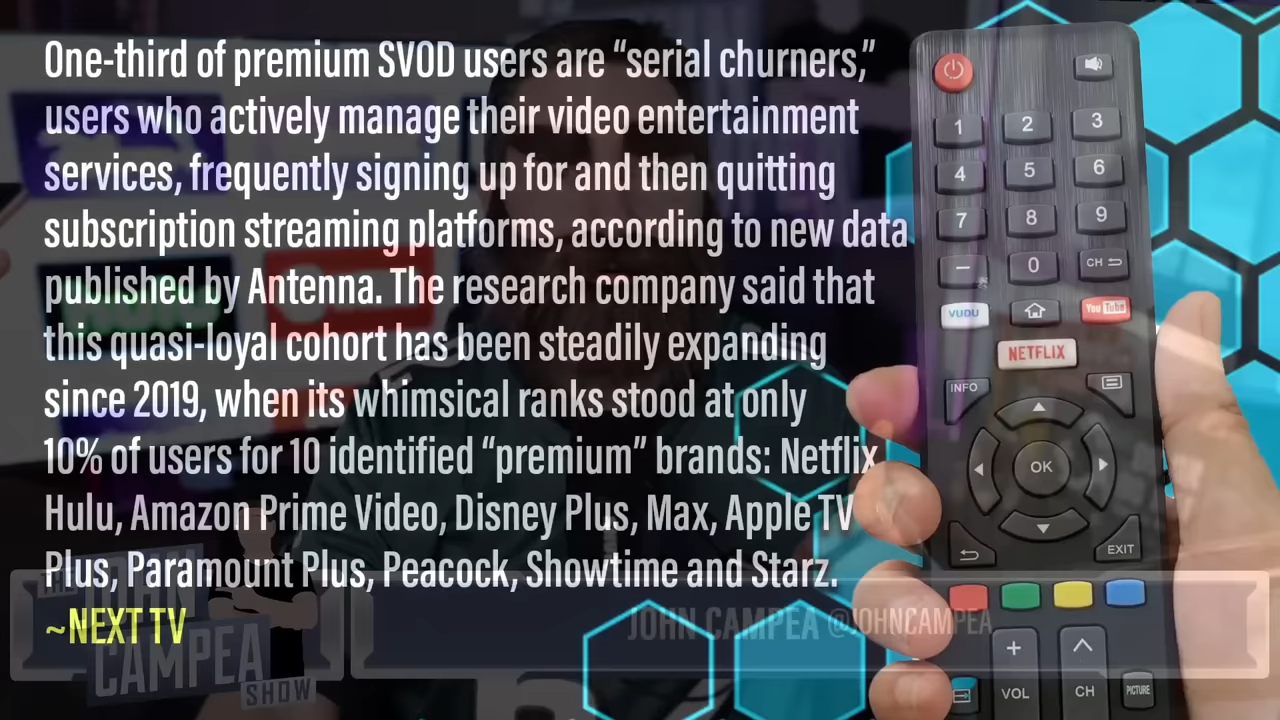 One-third of premium SVOD users are “serial churners,”
users who actively manage their video entertainment
services, frequently signing up for and then quitting
subscription streaming platforms, according to new data
published by Antenna. The research company said that
this quasi-loyal cohort has been steadily expanding
since 2019, when its whimsical ranks stood at only
10% of users for 10 identified “premium” brands: Netflix
Hulu, Amazon Prime Video, Disney Plus, Max, Apple TV
Plus, Paramount Plus, Peacock, Showtime and Starz.
~NEXT TV
THE
JOHN
CAMPEA
SHOW
JOHN CAMPEA @JOHNCAMPEA
1 2 3
4 5 6
7 8 9
– 0 CH
VUDU
YouTube
NETFLIX
INFO
OK
EXIT
+
VOL CH PICTURE